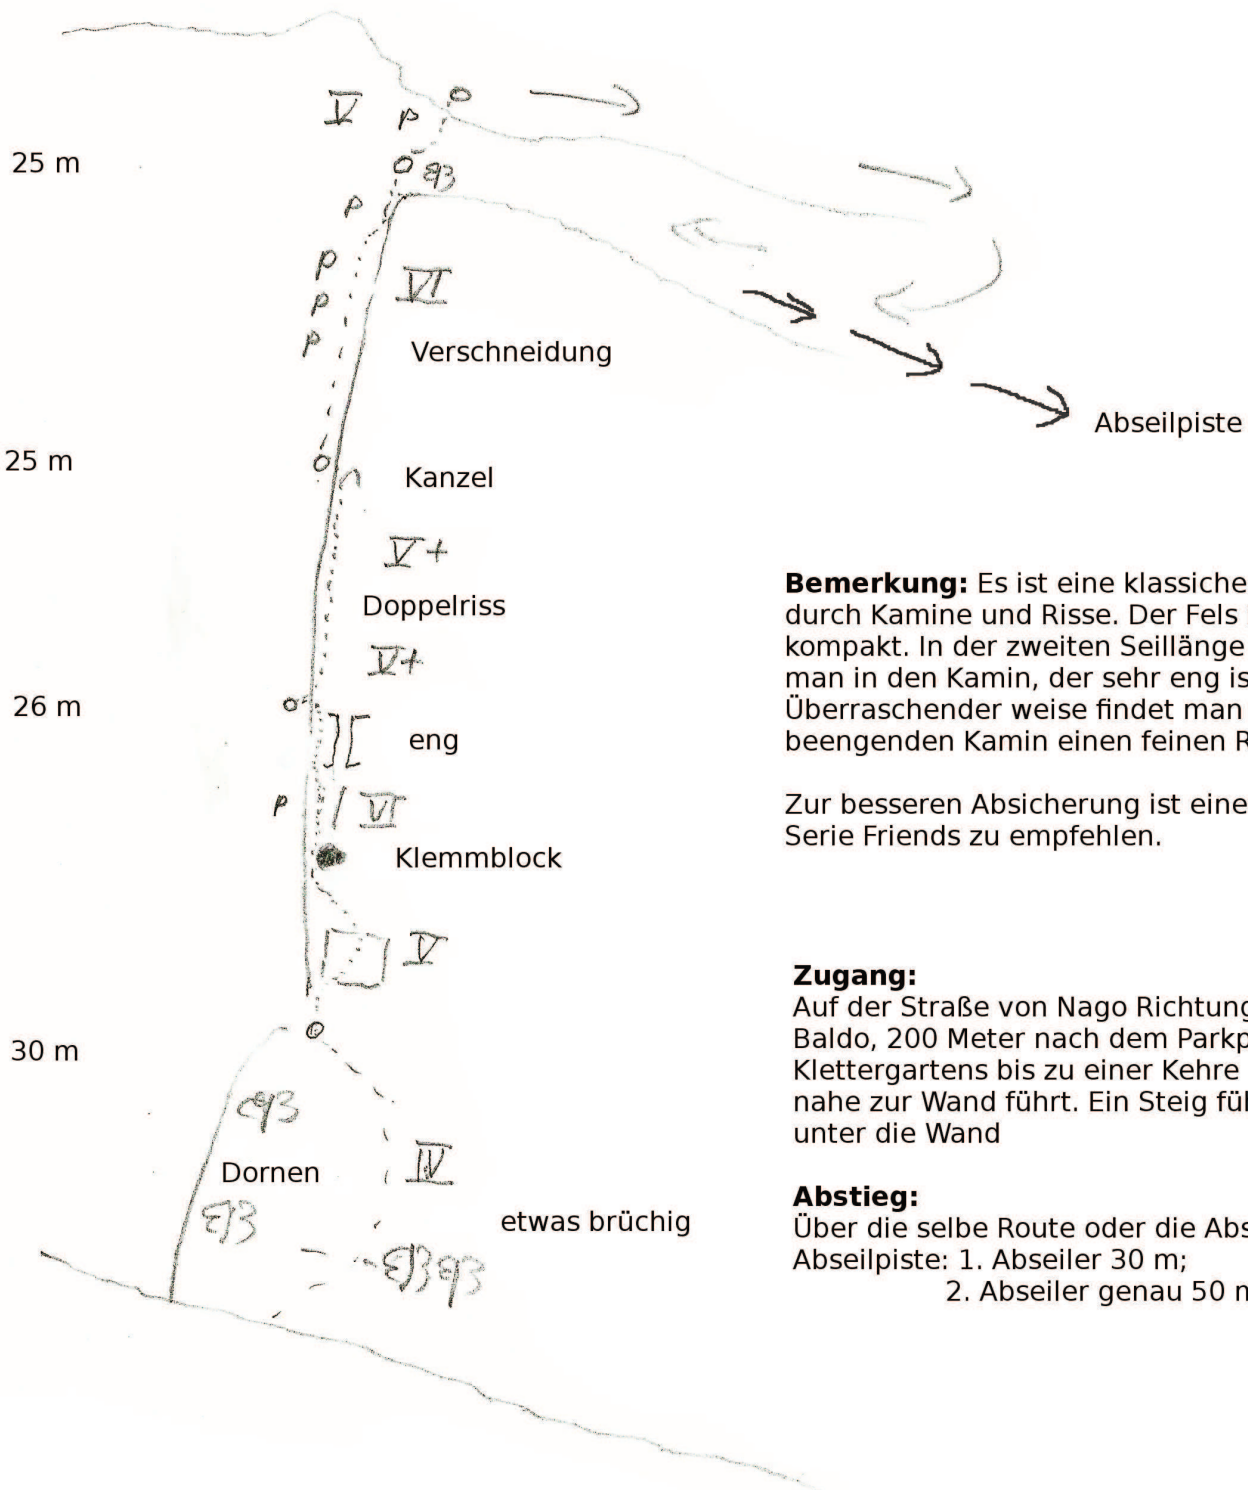 V p
25 m
p
p
VI
p
p
Verschneidung
Abseilpiste
25 m
Kanzel
V+
Doppelriss
V+
26 m
eng
p
VI
Klemmblock
V
30 m
Dornen
IV
etwas brüchig
Bemerkung: Es ist eine klassiche
durch Kamine und Risse. Der Fels
kompakt. In der zweiten Seillänge
man in den Kamin, der sehr eng is
Überraschender weise findet man
beengenden Kamin einen feinen R
Zur besseren Absicherung ist eine
Serie Friends zu empfehlen.
Zugang:
Auf der Straße von Nago Richtung
Baldo, 200 Meter nach dem Parkp
Klettergartens bis zu einer Kehre
nahe zur Wand führt. Ein Steig fül
unter die Wand
Abstieg:
Über die selbe Route oder die Abs
Abseilpiste: 1. Abseiler 30 m;
2. Abseiler genau 50 m